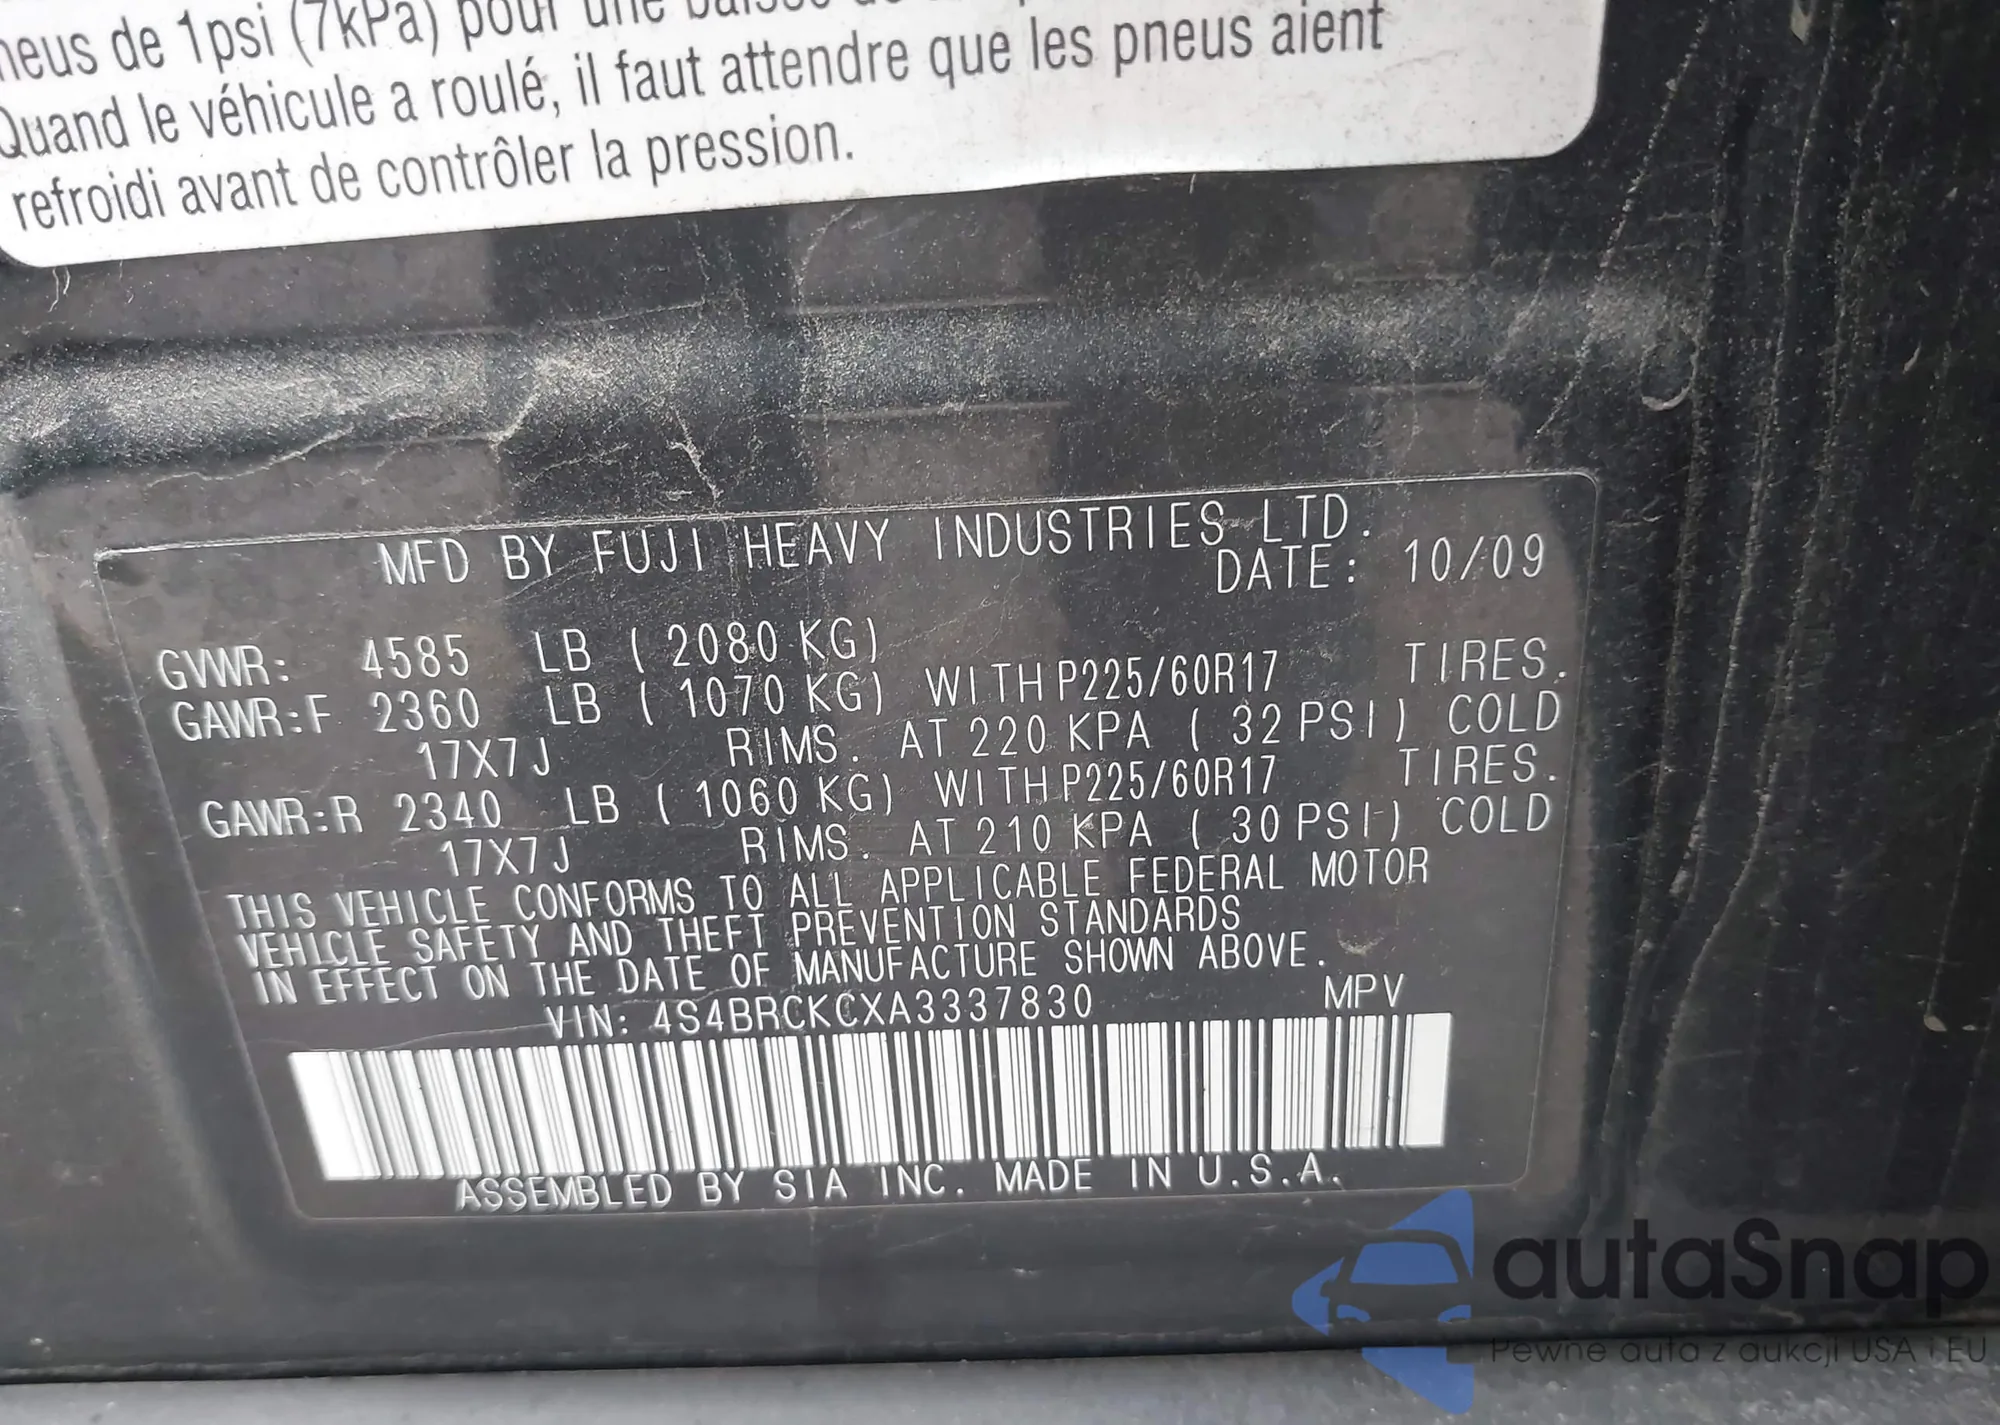 neus de 1psi (7kPa) pour une baisse de
Quand le véhicule a roulé, il faut attendre que les pneus aient
refroidi avant de contrôler la pression.
MFD BY FUJI HEAVY INDUSTRIES LTD.
DATE: 10/09
GVWR: 4585 LB ( 2080 KG)
GAWR:F 2360 LB ( 1070 KG) WITH P225/60R17 TIRES.
17X7J RIMS. AT 220 KPA ( 32 PSI) COLD
GAWR:R 2340 LB ( 1060 KG) WITH P225/60R17 TIRES.
17X7J RIMS. AT 210 KPA ( 30 PSI) COLD
THIS VEHICLE CONFORMS TO ALL APPLICABLE FEDERAL MOTOR
VEHICLE SAFETY AND THEFT PREVENTION STANDARDS
IN EFFECT ON THE DATE OF MANUFACTURE SHOWN ABOVE.
VIN: 4S4BRCKCXA3337830 MPV
ASSEMBLED BY SIA INC. MADE IN U.S.A.
autaSnap
Pewne auta z aukcji USA i EU